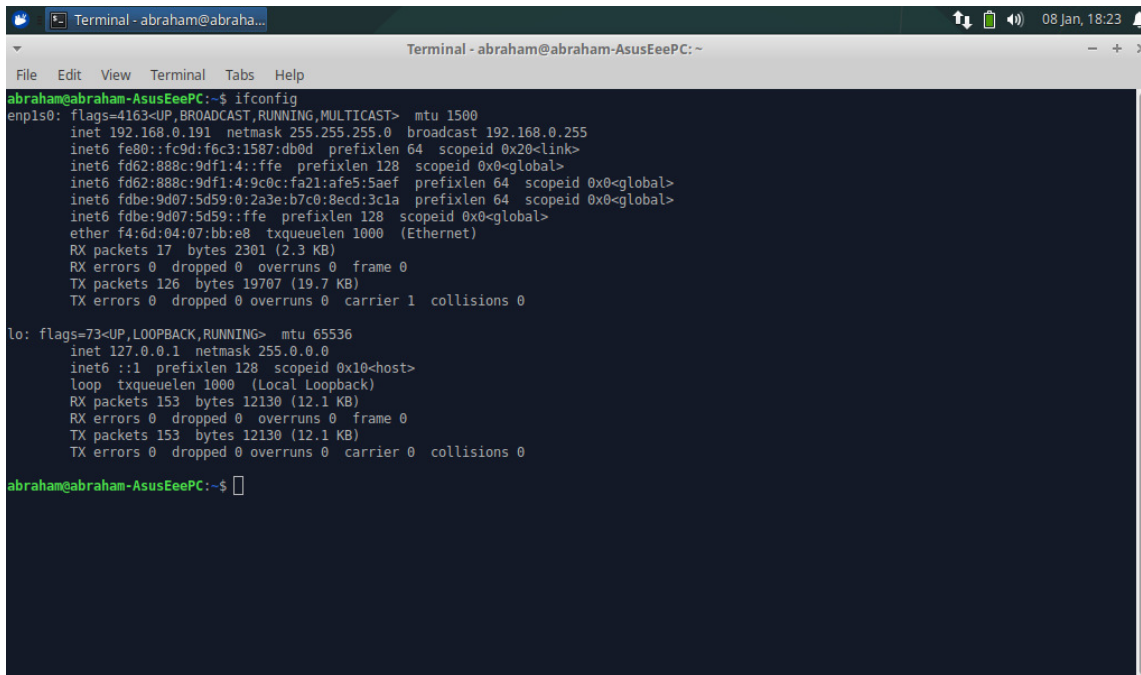 Terminal - abraham@abraha...
08 Jan, 18:23
Terminal - abraham@abraham-AsusEeePC: ~
File Edit View Terminal Tabs Help
abraham@abraham-AsusEeePC:~$ ifconfig
enp1s0: flags=4163<UP,BROADCAST,RUNNING,MULTICAST>  mtu 1500
        inet 192.168.0.191  netmask 255.255.255.0  broadcast 192.168.0.255
        inet6 fe80::fc9d:f6c3:1587:db0d  prefixlen 64  scopeid 0x20<link>
        inet6 fd62:888c:9df1:4::ffe  prefixlen 128  scopeid 0x0<global>
        inet6 fd62:888c:9df1:4:9c0c:fa21:afe5:5aef  prefixlen 64  scopeid 0x0<global>
        inet6 fdbe:9d07:5d59:0:2a3e:b7c0:8ecd:3c1a  prefixlen 64  scopeid 0x0<global>
        inet6 fdbe:9d07:5d59::ffe  prefixlen 128  scopeid 0x0<global>
        ether f4:6d:04:07:bb:e8  txqueuelen 1000  (Ethernet)
        RX packets 17  bytes 2301 (2.3 KB)
        RX errors 0  dropped 0  overruns 0  frame 0
        TX packets 126  bytes 19707 (19.7 KB)
        TX errors 0  dropped 0 overruns 0  carrier 1  collisions 0
lo: flags=73<UP,LOOPBACK,RUNNING>  mtu 65536
        inet 127.0.0.1  netmask 255.0.0.0
        inet6 ::1  prefixlen 128  scopeid 0x10<host>
        loop  txqueuelen 1000  (Local Loopback)
        RX packets 153  bytes 12130 (12.1 KB)
        RX errors 0  dropped 0  overruns 0  frame 0
        TX packets 153  bytes 12130 (12.1 KB)
        TX errors 0  dropped 0 overruns 0  carrier 0  collisions 0
abraham@abraham-AsusEeePC:~$